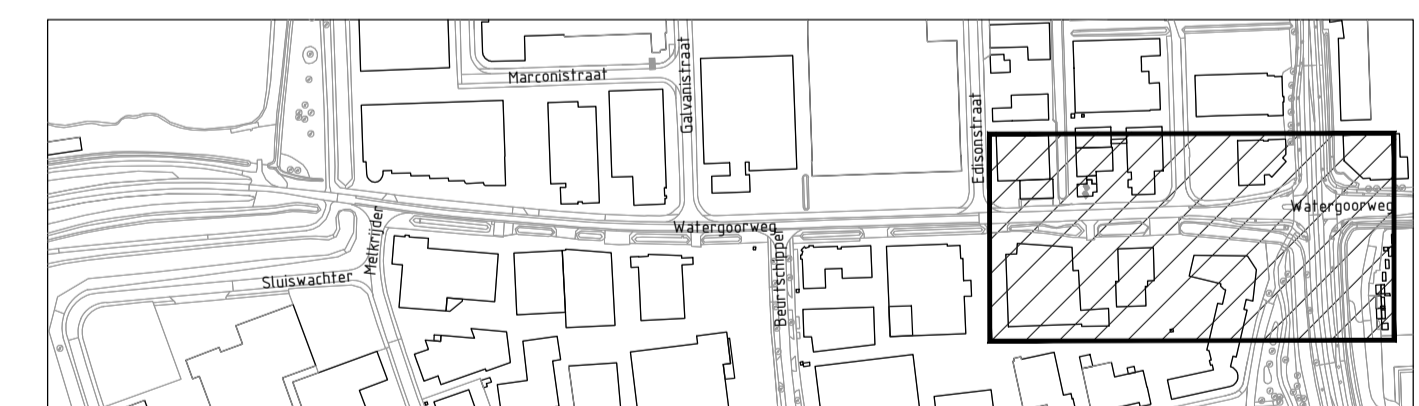 Marconistraat
Galvanistraat
Edisonstraat
Watergoorweg
Watergoorweg
Melkrijder
Beurtschipper
Sluiswachter